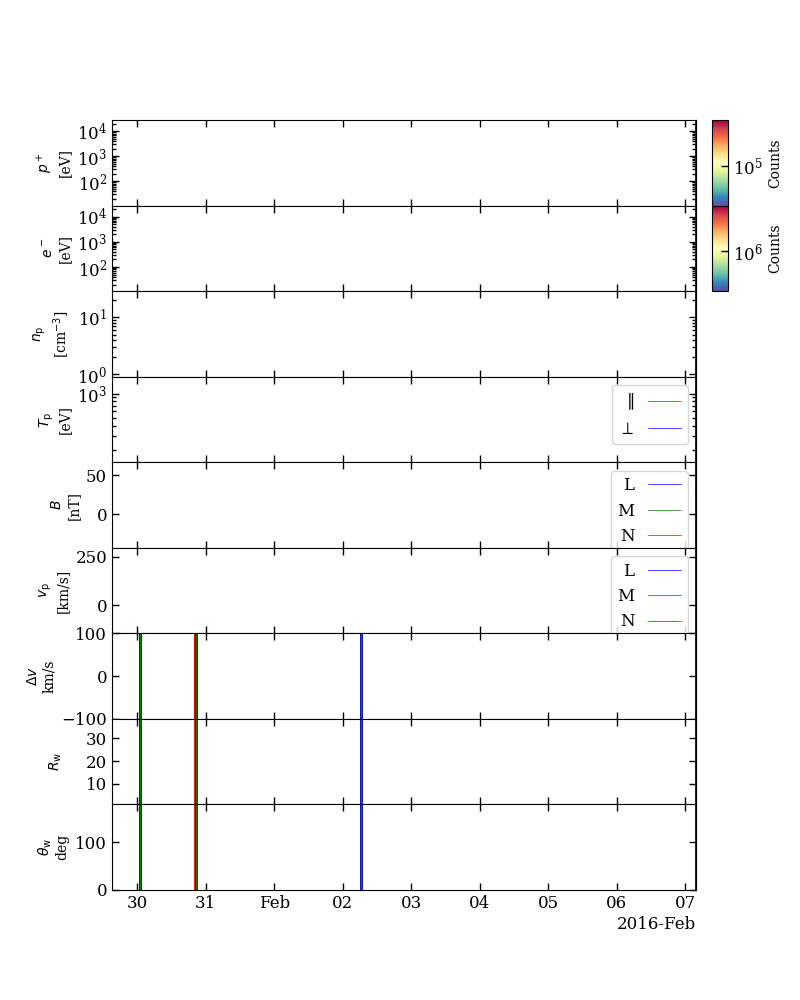 p⁺
[eV]
10⁴
10³
10²
10⁵
Counts
e⁻
[eV]
10⁴
10³
10²
10⁶
Counts
nₚ
[cm⁻³]
10¹
10⁰
Tₚ
[eV]
10³
∥
⊥
B
[nT]
50
0
L
M
N
vₚ
[km/s]
250
0
L
M
N
Δv
km/s
100
0
−100
R_w
30
20
10
θ_w
deg
100
0
30 31 Feb 02 03 04 05 06 07
2016-Feb